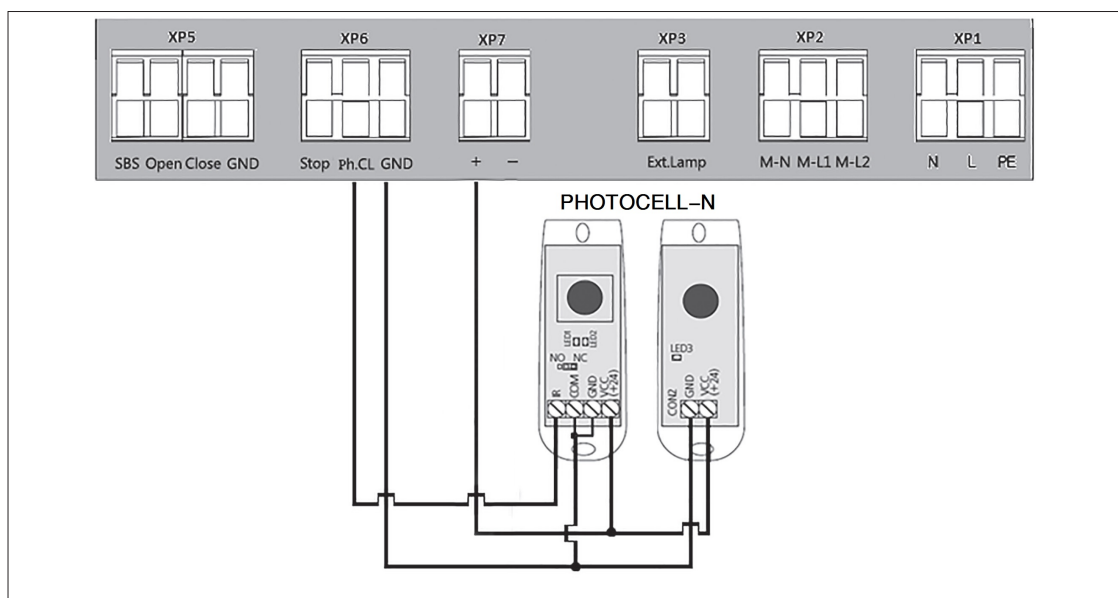 XP5 XP6 XP7 XP3 XP2 XP1
SBS Open Close GND Stop Ph.CL GND + − Ext.Lamp M-N M-L1 M-L2 N L PE
PHOTOCELL–N
LED1 LED2
NO NC
IR COM GND VCC (+24)
LED3
CON2 GND VCC (+24)